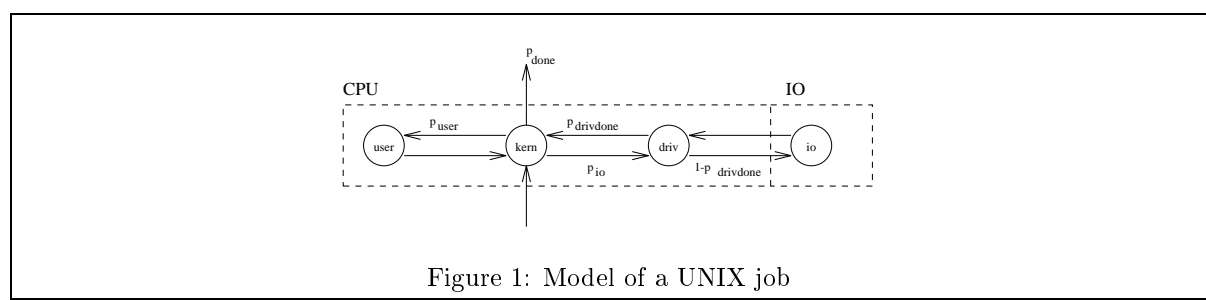 p done
CPU
IO
p user
p drivdone
user
kern
driv
io
p io
1-p drivdone
Figure 1: Model of a UNIX job